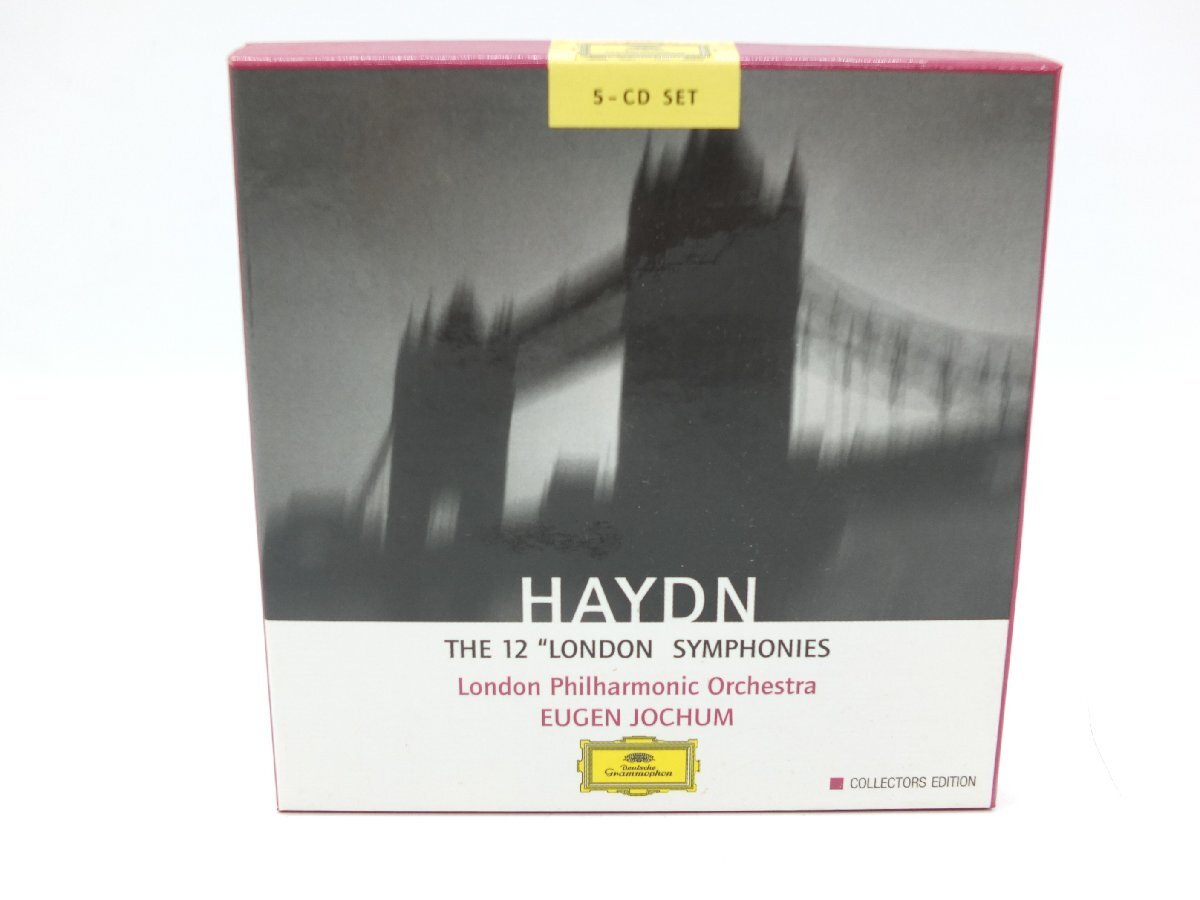 5-CD SET
HAYDN
THE 12 "LONDON SYMPHONIES
London Philharmonic Orchestra
EUGEN JOCHUM
Deutsche
Grammophon
COLLECTORS EDITION